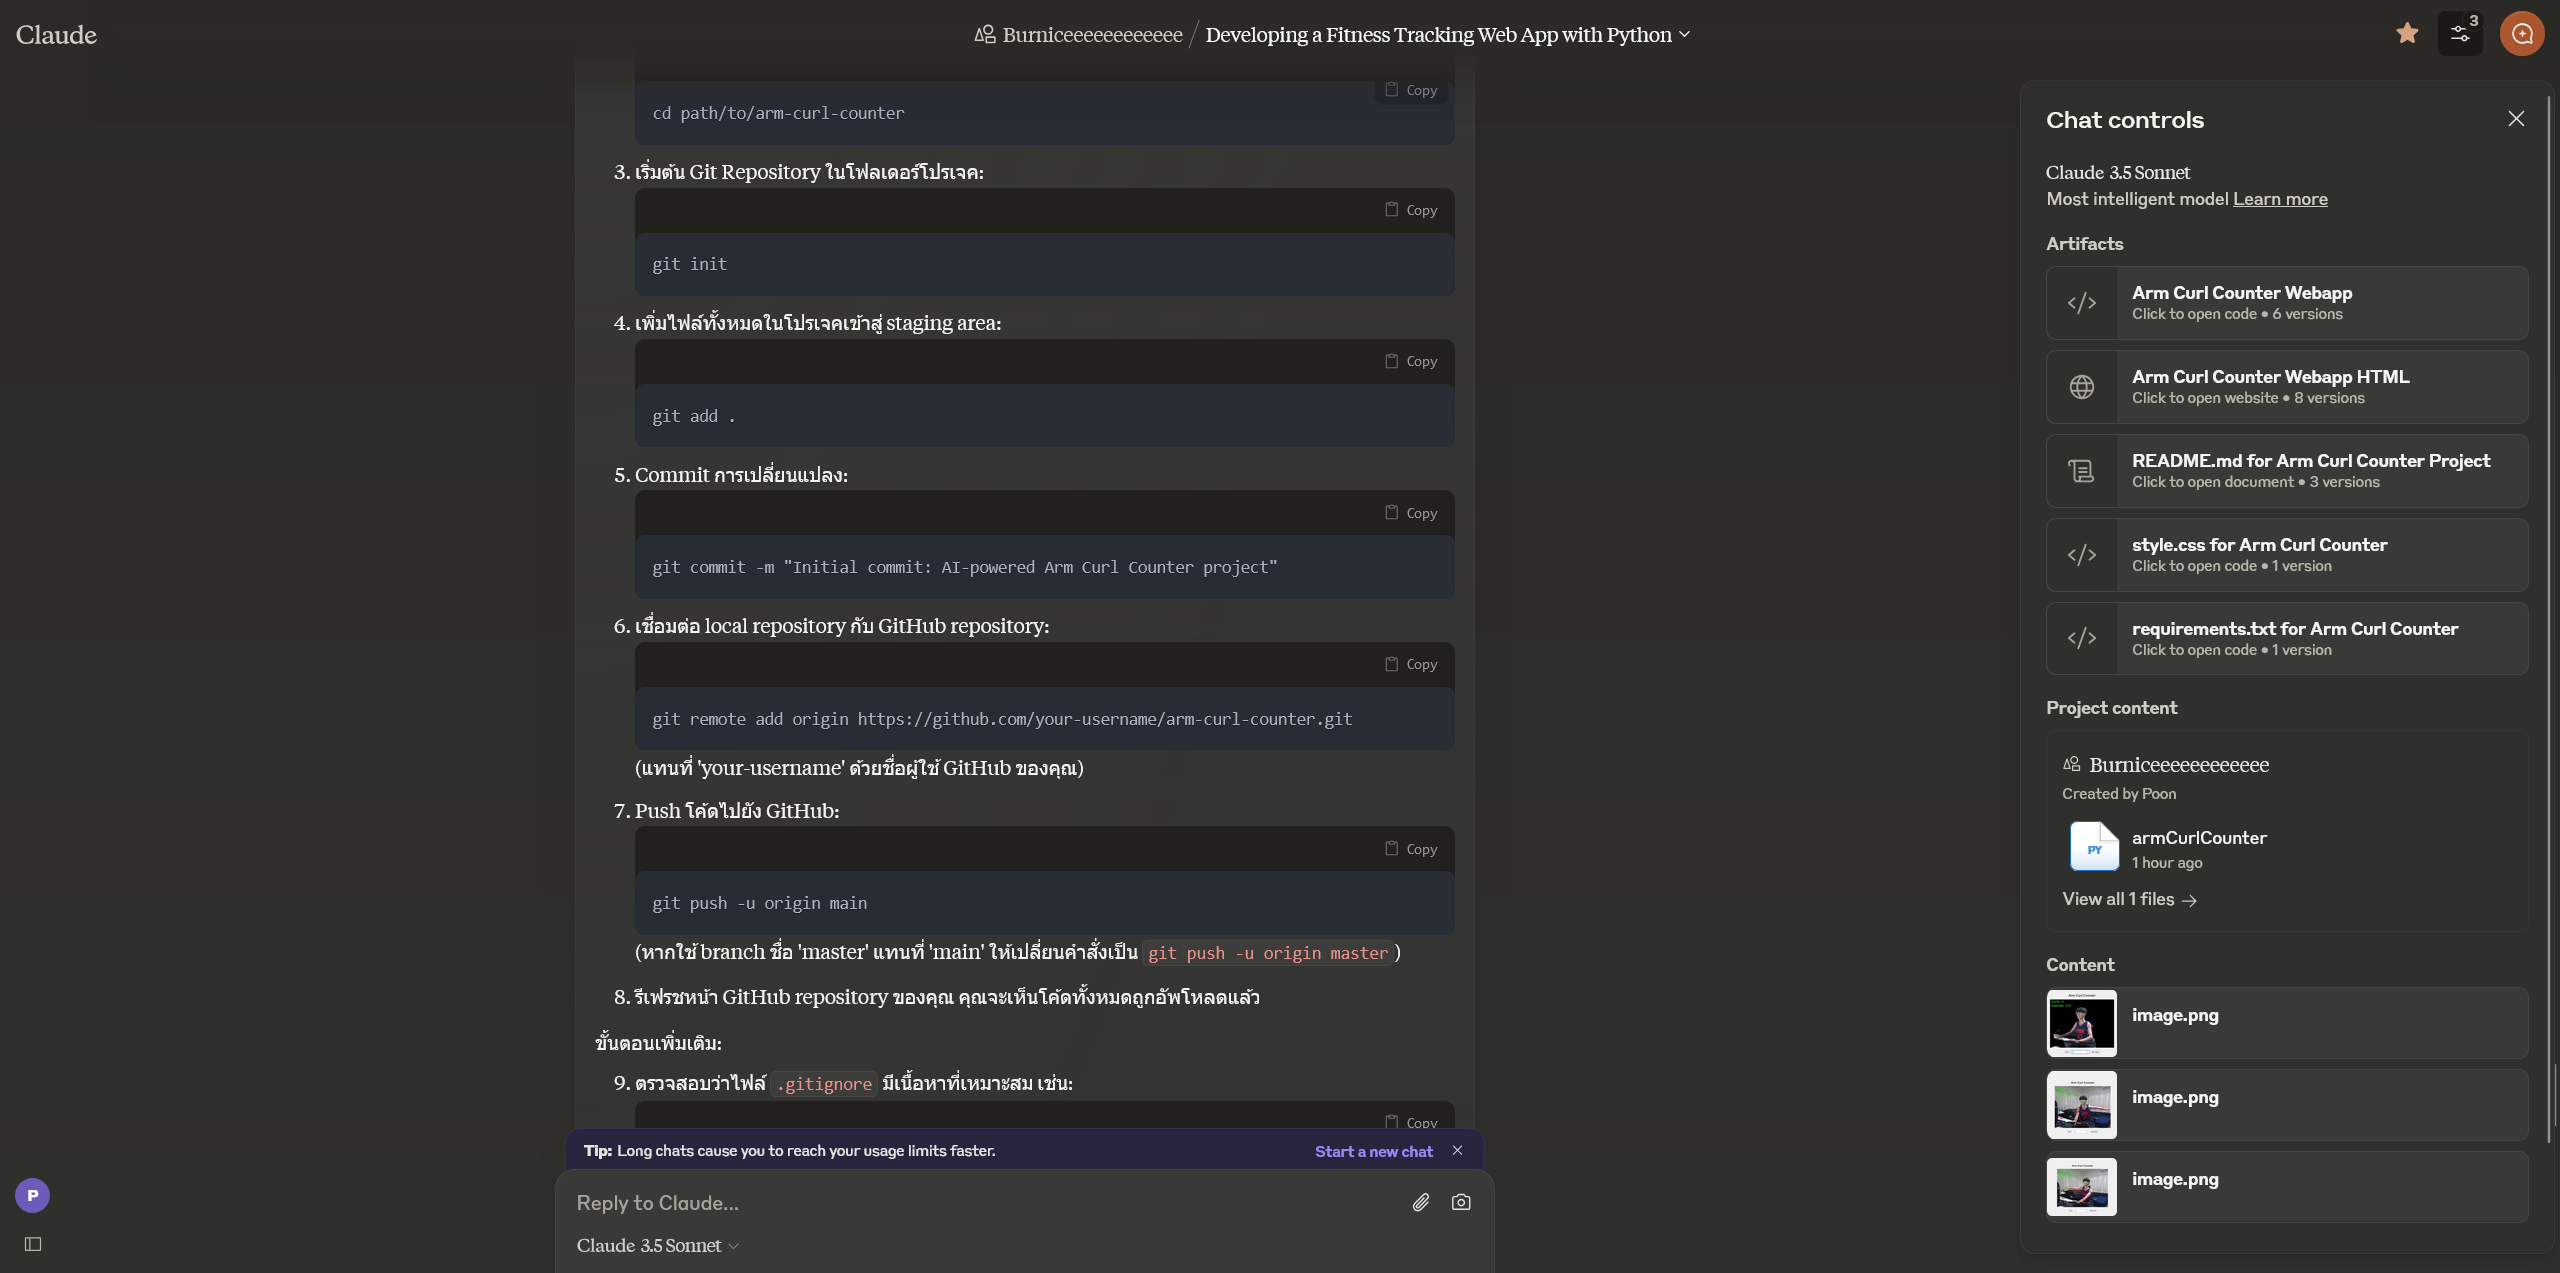 Claude
Burniceeeeeeeeeeeee / Developing a Fitness Tracking Web App with Python
3
Copy
cd path/to/arm-curl-counter
3. เริ่มต้น Git Repository ในโฟลเดอร์โปรเจค:
Copy
git init
4. เพิ่มไฟล์ทั้งหมดในโปรเจคเข้าสู่ staging area:
Copy
git add .
5. Commit การเปลี่ยนแปลง:
Copy
git commit -m "Initial commit: AI-powered Arm Curl Counter project"
6. เชื่อมต่อ local repository กับ GitHub repository:
Copy
git remote add origin https://github.com/your-username/arm-curl-counter.git
(แทนที่ 'your-username' ด้วยชื่อผู้ใช้ GitHub ของคุณ)
7. Push โค้ดไปยัง GitHub:
Copy
git push -u origin main
(หากใช้ branch ชื่อ 'master' แทนที่ 'main' ให้เปลี่ยนคำสั่งเป็น git push -u origin master)
8. รีเฟรชหน้า GitHub repository ของคุณ คุณจะเห็นโค้ดทั้งหมดถูกอัพโหลดแล้ว
ขั้นตอนเพิ่มเติม:
9. ตรวจสอบว่าไฟล์ .gitignore มีเนื้อหาที่เหมาะสม เช่น:
Copy
Tip: Long chats cause you to reach your usage limits faster.
Start a new chat
Reply to Claude...
Claude 3.5 Sonnet
P
Chat controls
Claude 3.5 Sonnet
Most intelligent model Learn more
Artifacts
Arm Curl Counter Webapp
Click to open code • 6 versions
Arm Curl Counter Webapp HTML
Click to open website • 8 versions
README.md for Arm Curl Counter Project
Click to open document • 3 versions
style.css for Arm Curl Counter
Click to open code • 1 version
requirements.txt for Arm Curl Counter
Click to open code • 1 version
Project content
Burniceeeeeeeeeeeee
Created by Poon
PY
armCurlCounter
1 hour ago
View all 1 files
Content
image.png
image.png
image.png